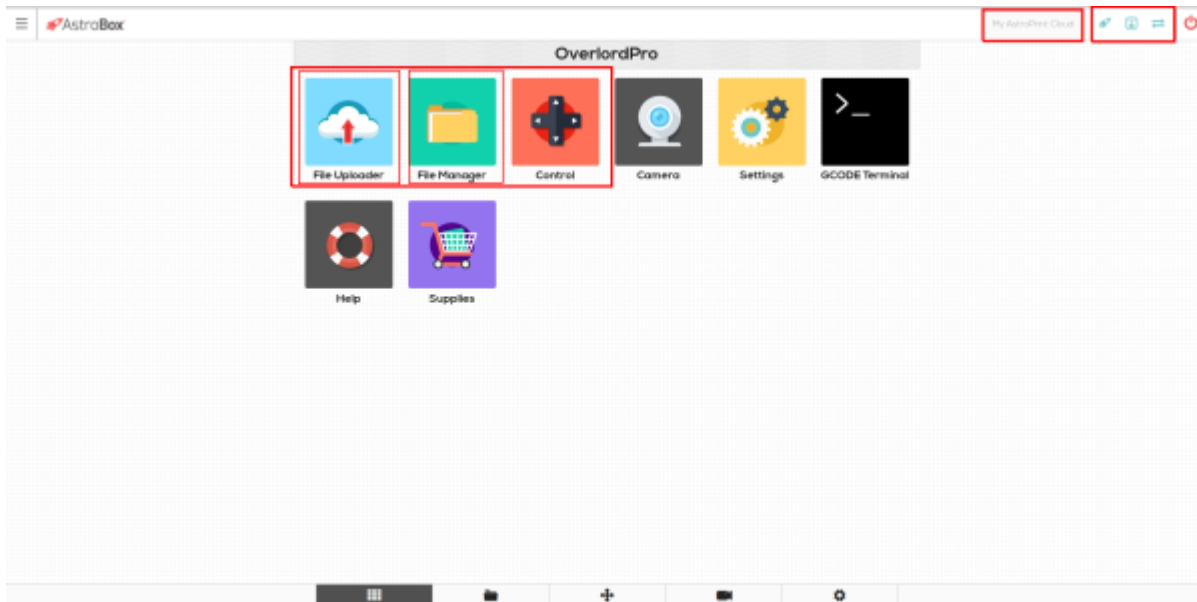 AstroBox
My AstroPrint Cloud
OverlordPro
>_
File Uploader
File Manager
Control
Camera
Settings
GCODE Terminal
Help
Supplies